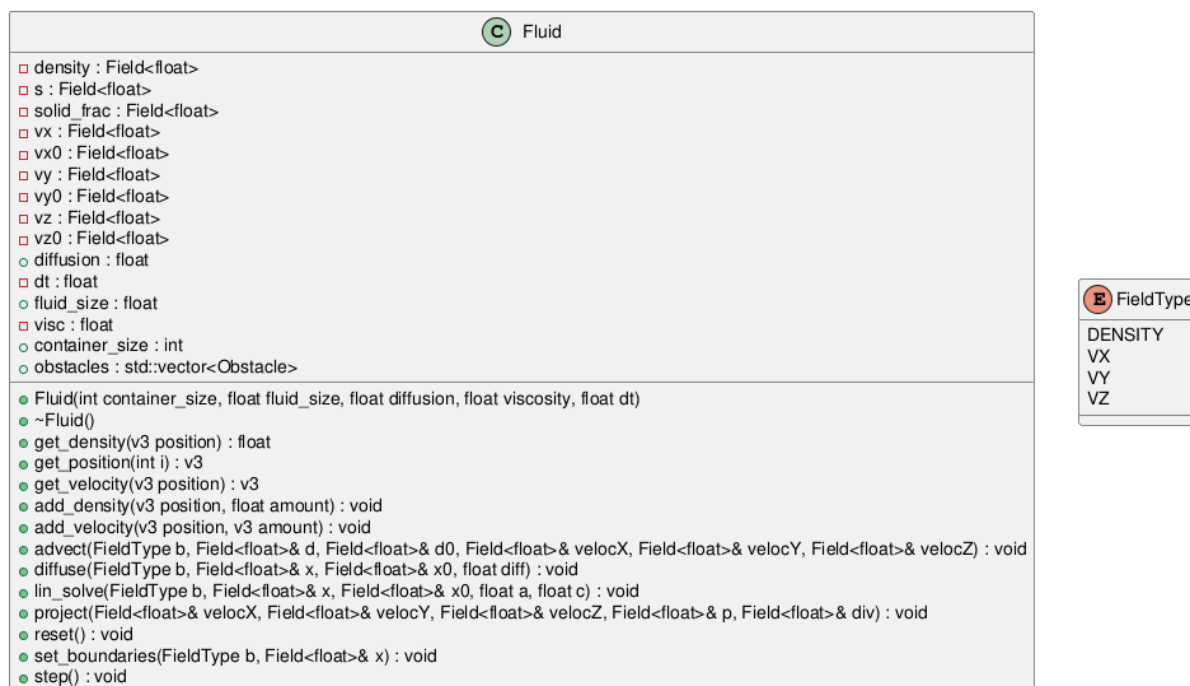 C Fluid
density : Field<float>
s : Field<float>
solid_frac : Field<float>
vx : Field<float>
vx0 : Field<float>
vy : Field<float>
vy0 : Field<float>
vz : Field<float>
vz0 : Field<float>
diffusion : float
dt : float
fluid_size : float
visc : float
container_size : int
obstacles : std::vector<Obstacle>
Fluid(int container_size, float fluid_size, float diffusion, float viscosity, float dt)
~Fluid()
get_density(v3 position) : float
get_position(int i) : v3
get_velocity(v3 position) : v3
add_density(v3 position, float amount) : void
add_velocity(v3 position, v3 amount) : void
advect(FieldType b, Field<float>& d, Field<float>& d0, Field<float>& velocX, Field<float>& velocY, Field<float>& velocZ) : void
diffuse(FieldType b, Field<float>& x, Field<float>& x0, float diff) : void
lin_solve(FieldType b, Field<float>& x, Field<float>& x0, float a, float c) : void
project(Field<float>& velocX, Field<float>& velocY, Field<float>& velocZ, Field<float>& p, Field<float>& div) : void
reset() : void
set_boundaries(FieldType b, Field<float>& x) : void
step() : void
E FieldType
DENSITY
VX
VY
VZ